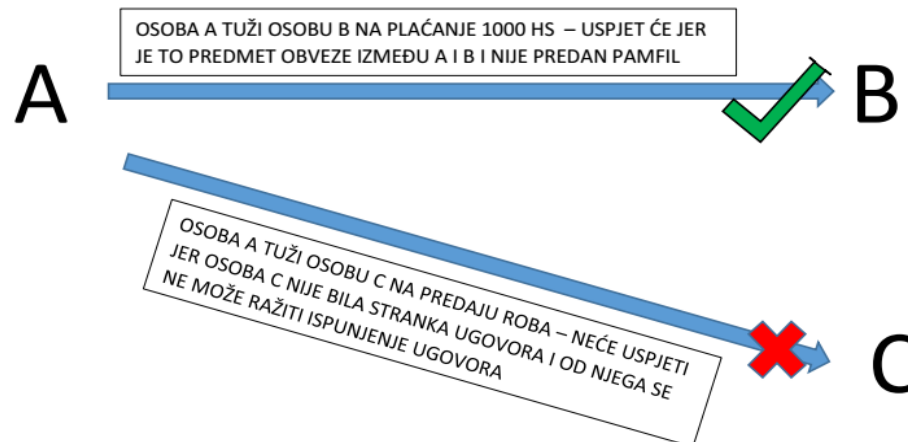 OSOBA A TUŽI OSOBU B NA PLAĆANJE 1000 HS – USPJET ĆE JER
JE TO PREDMET OBVEZE IZMEĐU A I B I NIJE PREDAN PAMFIL
A
B
OSOBA A TUŽI OSOBU C NA PREDAJU ROBA – NEĆE USPJETI
JER OSOBA C NIJE BILA STRANKA UGOVORA I OD NJEGA SE
NE MOŽE RAŽITI ISPUNJENJE UGOVORA
C